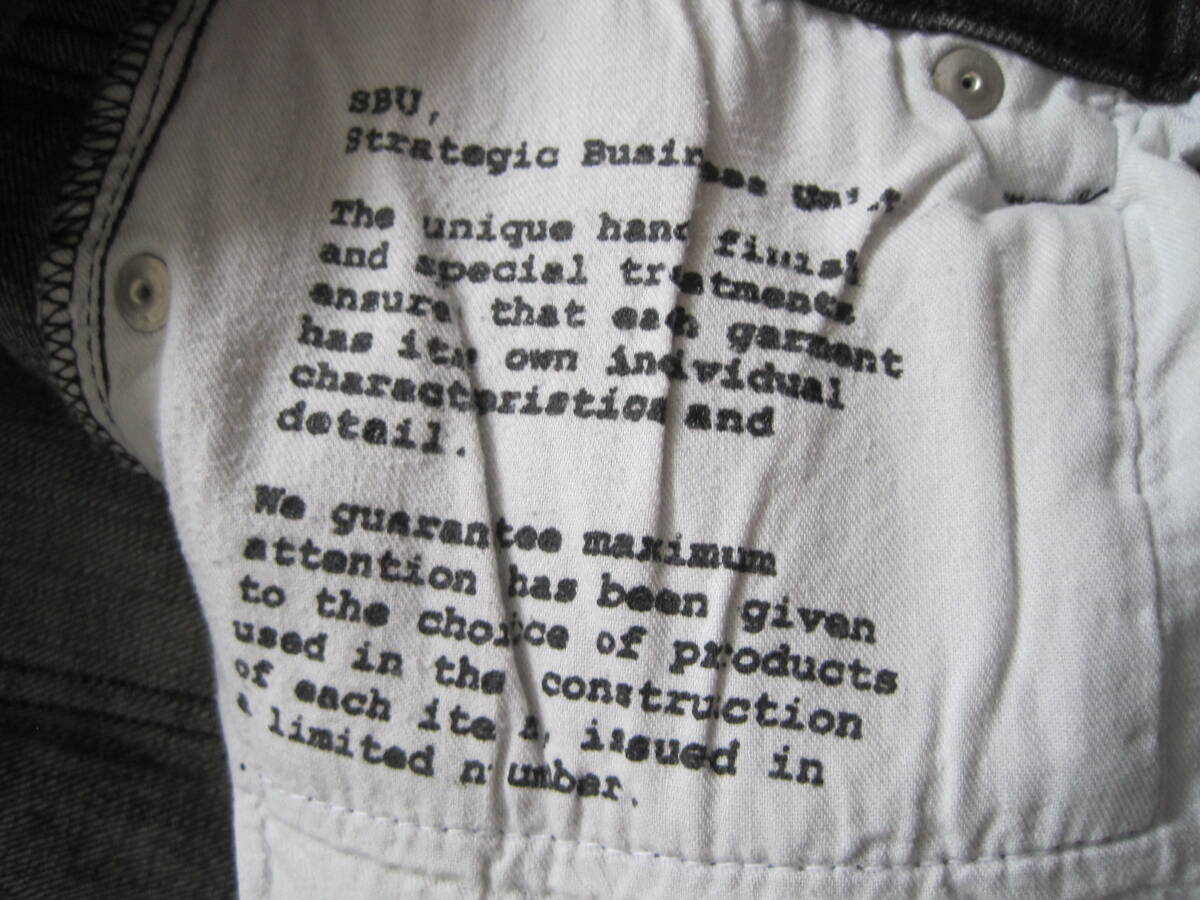 SBU,
Strategic Business Unit
The unique hand finish
and special treatments
ensure that each garment
has its own individual
characteristics and
detail.
We guarantee maximum
attention has been given
to the choice of products
used in the construction
of each item, issued in
a limited number.